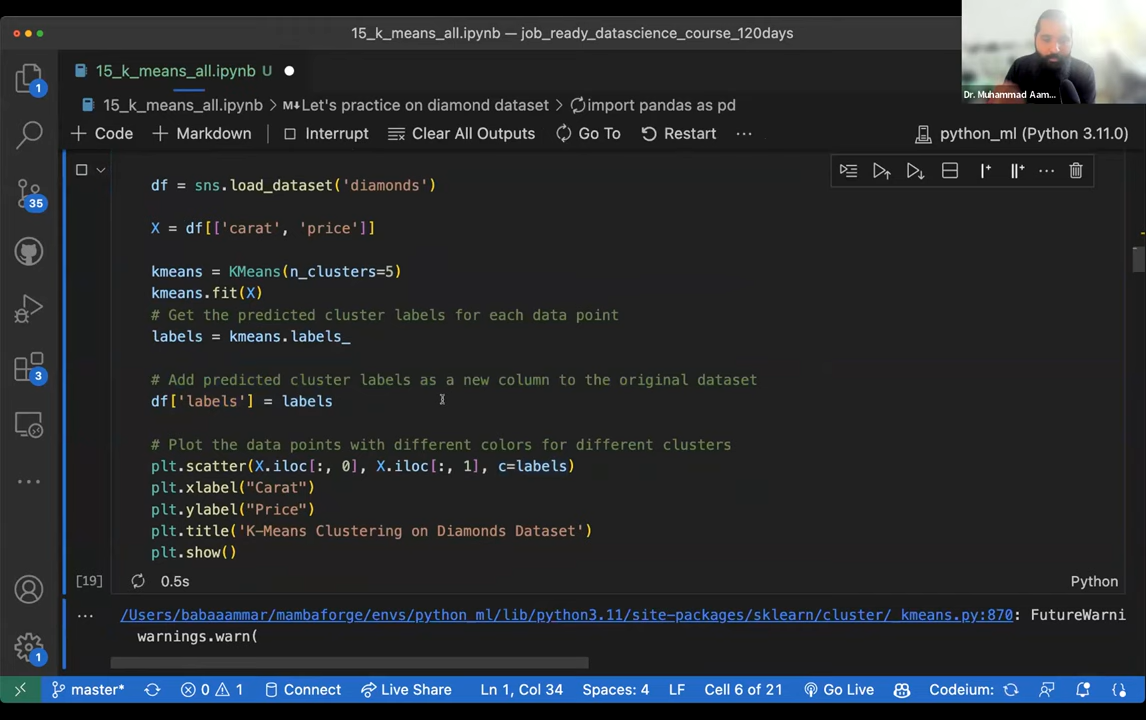 15_k_means_all.ipynb — job_ready_datascience_course_120days
Dr. Muhammad Aam...
15_k_means_all.ipynb U
15_k_means_all.ipynb > M↓Let's practice on diamond dataset > import pandas as pd
+ Code + Markdown Interrupt Clear All Outputs Go To Restart ... python_ml (Python 3.11.0)
1
35
3
1
df = sns.load_dataset('diamonds')
X = df[['carat', 'price']]
kmeans = KMeans(n_clusters=5)
kmeans.fit(X)
# Get the predicted cluster labels for each data point
labels = kmeans.labels_
# Add predicted cluster labels as a new column to the original dataset
df['labels'] = labels
# Plot the data points with different colors for different clusters
plt.scatter(X.iloc[:, 0], X.iloc[:, 1], c=labels)
plt.xlabel("Carat")
plt.ylabel("Price")
plt.title('K-Means Clustering on Diamonds Dataset')
plt.show()
[19] 0.5s Python
... /Users/babaaammar/mambaforge/envs/python_ml/lib/python3.11/site-packages/sklearn/cluster/_kmeans.py:870: FutureWarni
warnings.warn(
master* 0 1 Connect Live Share Ln 1, Col 34 Spaces: 4 LF Cell 6 of 21 Go Live Codeium: